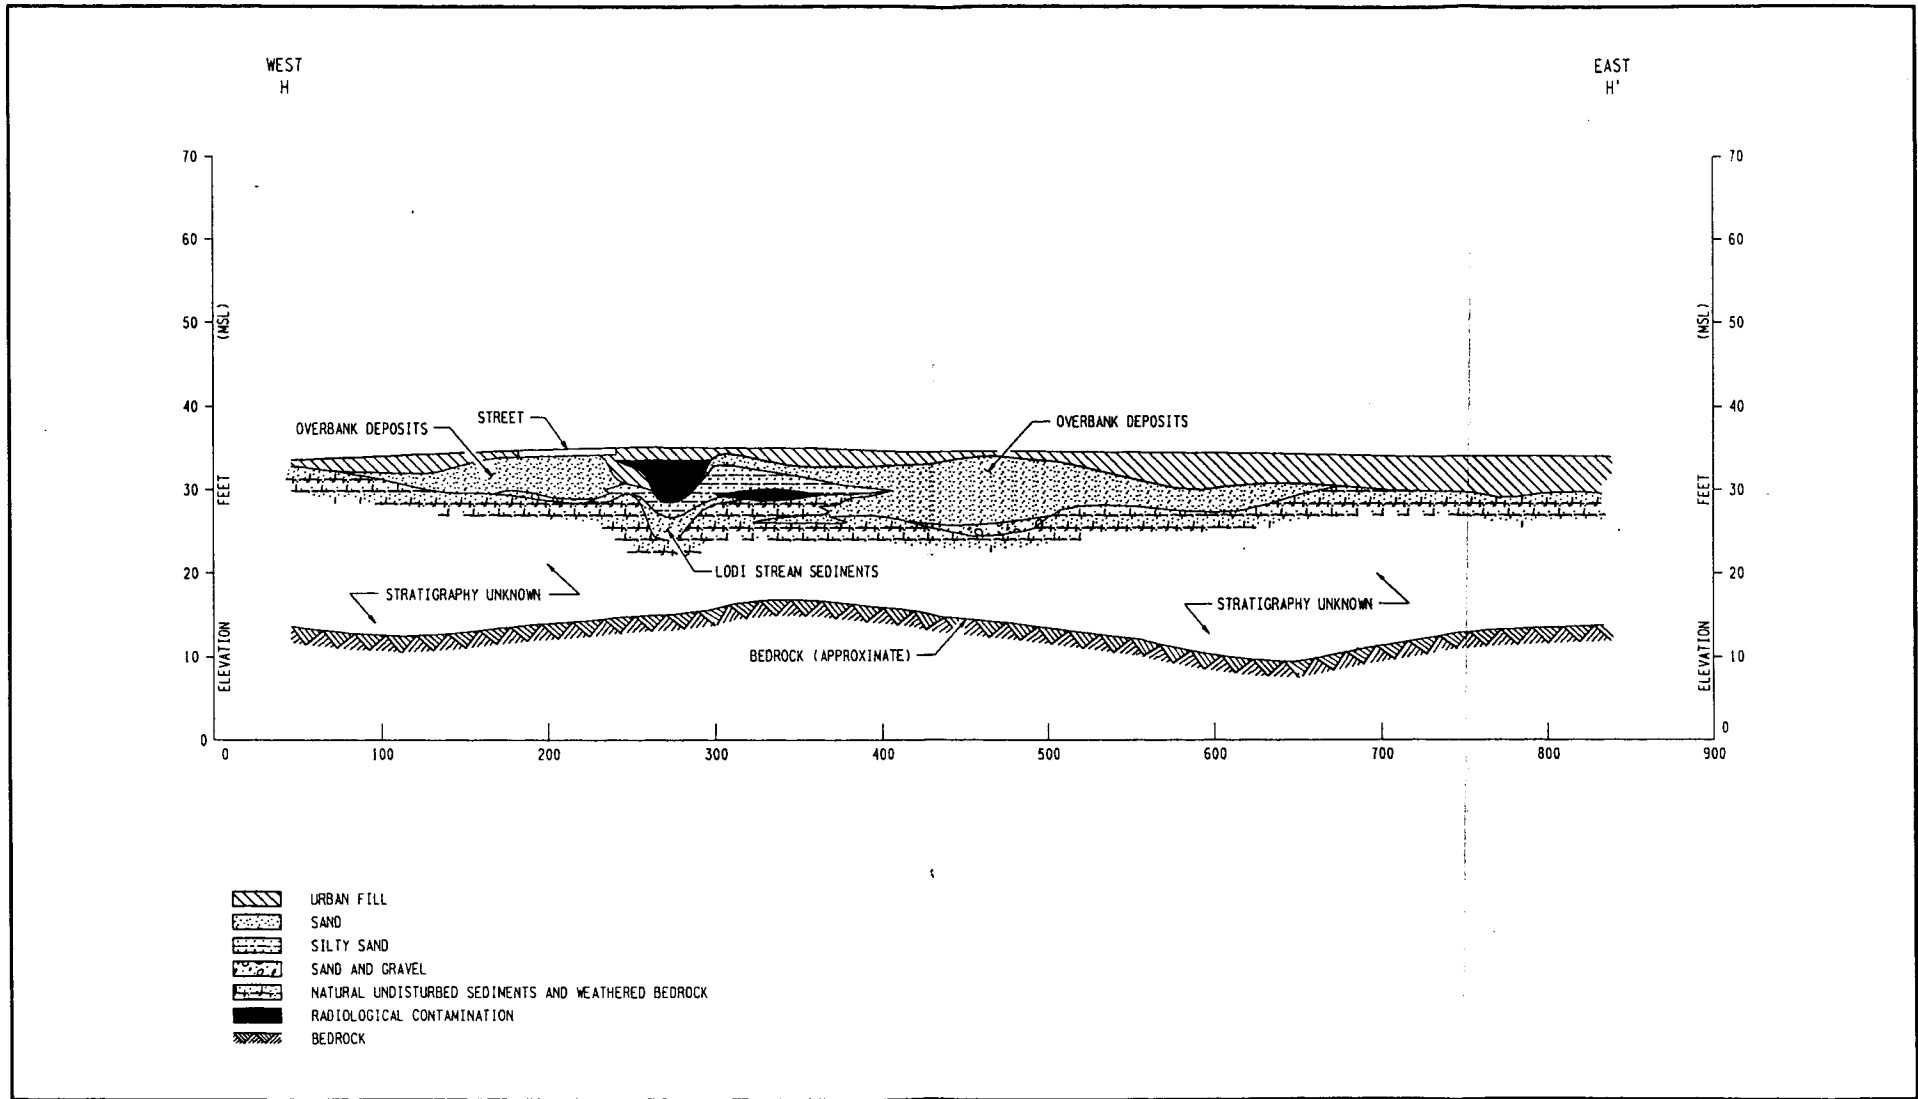 WEST
H
EAST
H'
70
60
50
40
30
20
10
0
ELEVATION FEET (MSL)
70
60
50
40
30
20
10
0
ELEVATION FEET (MSL)
OVERBANK DEPOSITS
STREET
OVERBANK DEPOSITS
LODI STREAM SEDIMENTS
STRATIGRAPHY UNKNOWN
STRATIGRAPHY UNKNOWN
BEDROCK (APPROXINATE)
0 100 200 300 400 500 600 700 800 900
URBAN FILL
SAND
SILTY SAND
SAND AND GRAVEL
NATURAL UNDISTURBED SEDIMENTS AND WEATHERED BEDROCK
RADIOLOGICAL CONTAMINATION
BEDROCK